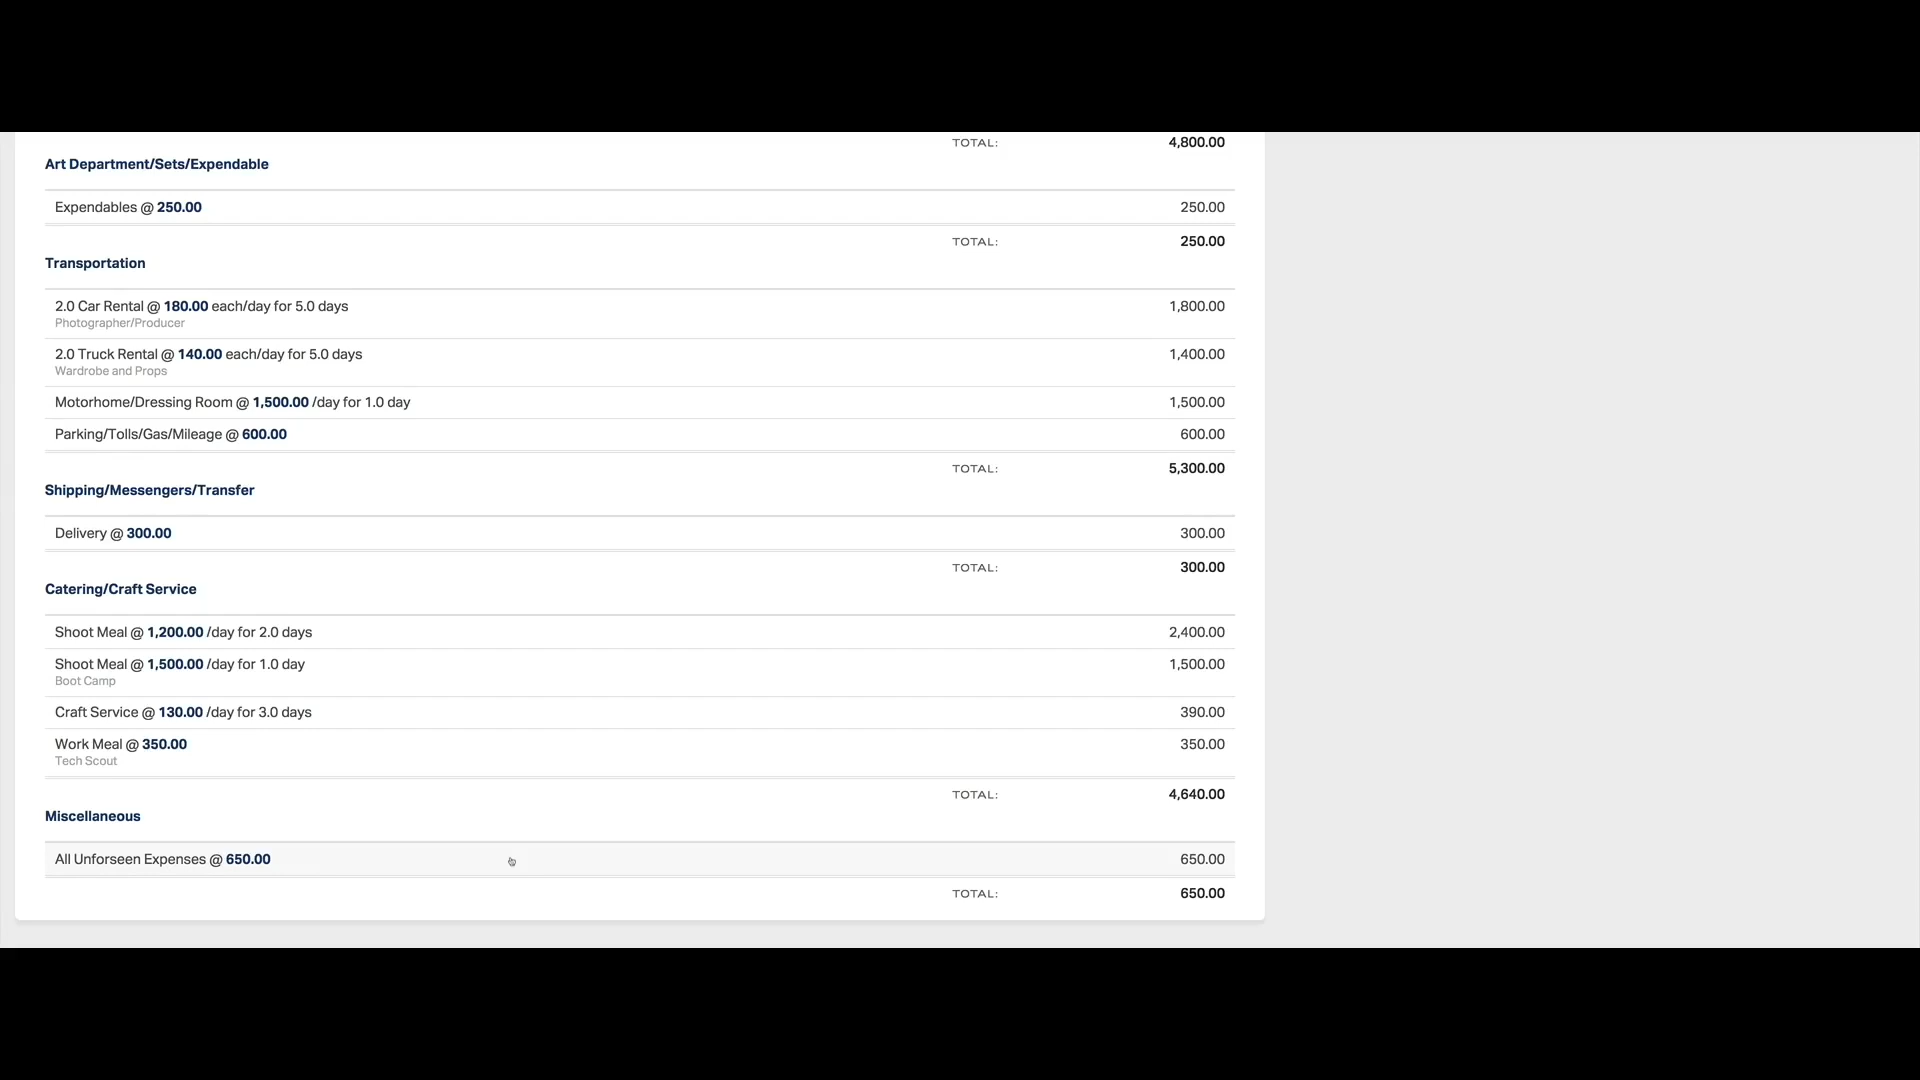 TOTAL: 4,800.00
Art Department/Sets/Expendable
Expendables @ 250.00 250.00
TOTAL: 250.00
Transportation
2.0 Car Rental @ 180.00 each/day for 5.0 days 1,800.00
Photographer/Producer
2.0 Truck Rental @ 140.00 each/day for 5.0 days 1,400.00
Wardrobe and Props
Motorhome/Dressing Room @ 1,500.00 /day for 1.0 day 1,500.00
Parking/Tolls/Gas/Mileage @ 600.00 600.00
TOTAL: 5,300.00
Shipping/Messengers/Transfer
Delivery @ 300.00 300.00
TOTAL: 300.00
Catering/Craft Service
Shoot Meal @ 1,200.00 /day for 2.0 days 2,400.00
Shoot Meal @ 1,500.00 /day for 1.0 day 1,500.00
Boot Camp
Craft Service @ 130.00 /day for 3.0 days 390.00
Work Meal @ 350.00 350.00
Tech Scout
TOTAL: 4,640.00
Miscellaneous
All Unforseen Expenses @ 650.00 650.00
TOTAL: 650.00